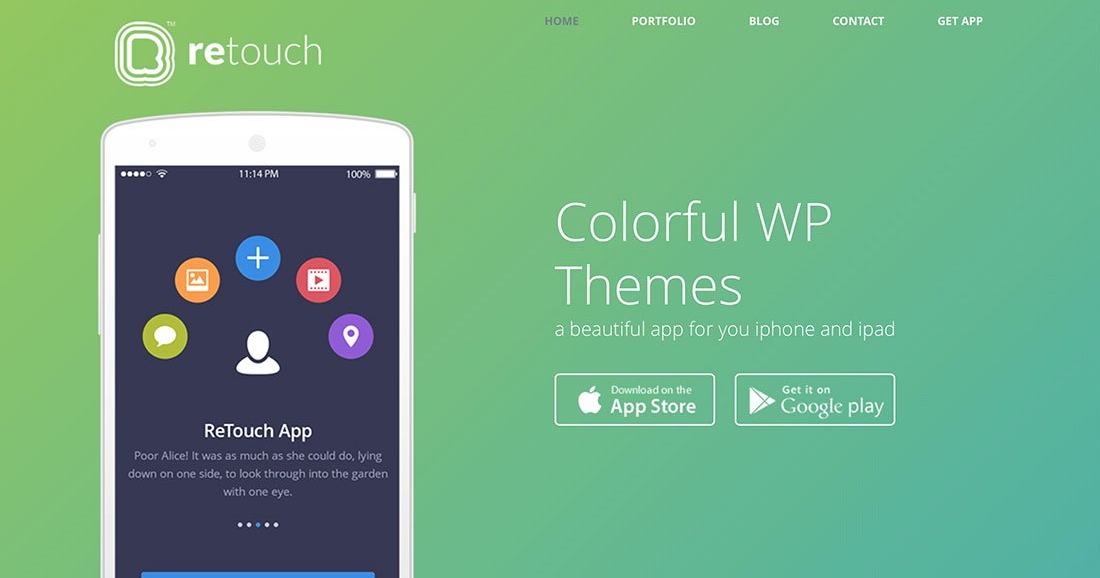 HOME PORTFOLIO BLOG CONTACT GET APP
retouch ™
11:14 PM 100%
Colorful WP
Themes
a beautiful app for you iphone and ipad
Download on the
App Store
Get it on
Google play
ReTouch App
Poor Alice! It was as much as she could do, lying
down on one side, to look through into the garden
with one eye.